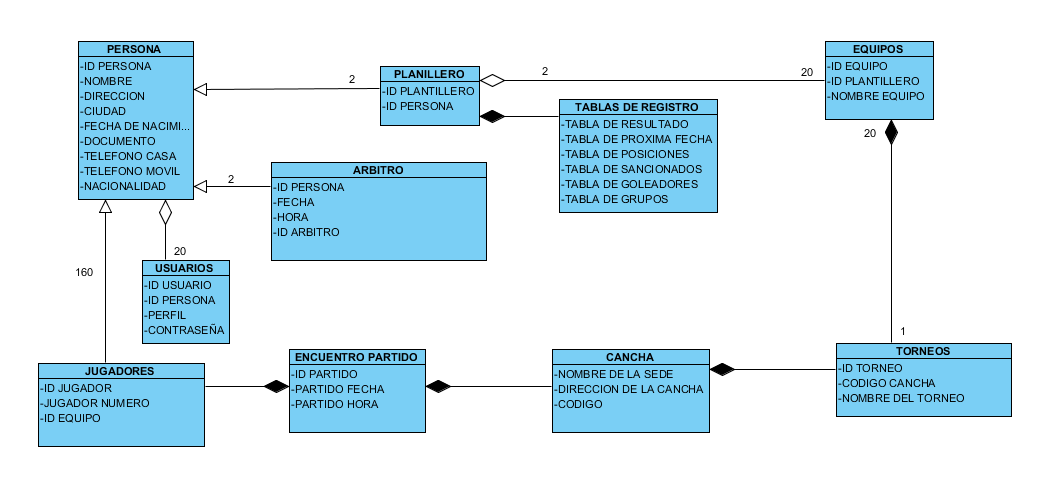 PERSONA
-ID PERSONA
-NOMBRE
-DIRECCION
-CIUDAD
-FECHA DE NACIMI...
-DOCUMENTO
-TELEFONO CASA
-TELEFONO MOVIL
-NACIONALIDAD
2
PLANILLERO
-ID PLANTILLERO
-ID PERSONA
2
20
EQUIPOS
-ID EQUIPO
-ID PLANTILLERO
-NOMBRE EQUIPO
TABLAS DE REGISTRO
-TABLA DE RESULTADO
-TABLA DE PROXIMA FECHA
-TABLA DE POSICIONES
-TABLA DE SANCIONADOS
-TABLA DE GOLEADORES
-TABLA DE GRUPOS
20
2
ARBITRO
-ID PERSONA
-FECHA
-HORA
-ID ARBITRO
20
160
USUARIOS
-ID USUARIO
-ID PERSONA
-PERFIL
-CONTRASEÑA
1
JUGADORES
-ID JUGADOR
-JUGADOR NUMERO
-ID EQUIPO
ENCUENTRO PARTIDO
-ID PARTIDO
-PARTIDO FECHA
-PARTIDO HORA
CANCHA
-NOMBRE DE LA SEDE
-DIRECCION DE LA CANCHA
-CODIGO
TORNEOS
-ID TORNEO
-CODIGO CANCHA
-NOMBRE DEL TORNEO